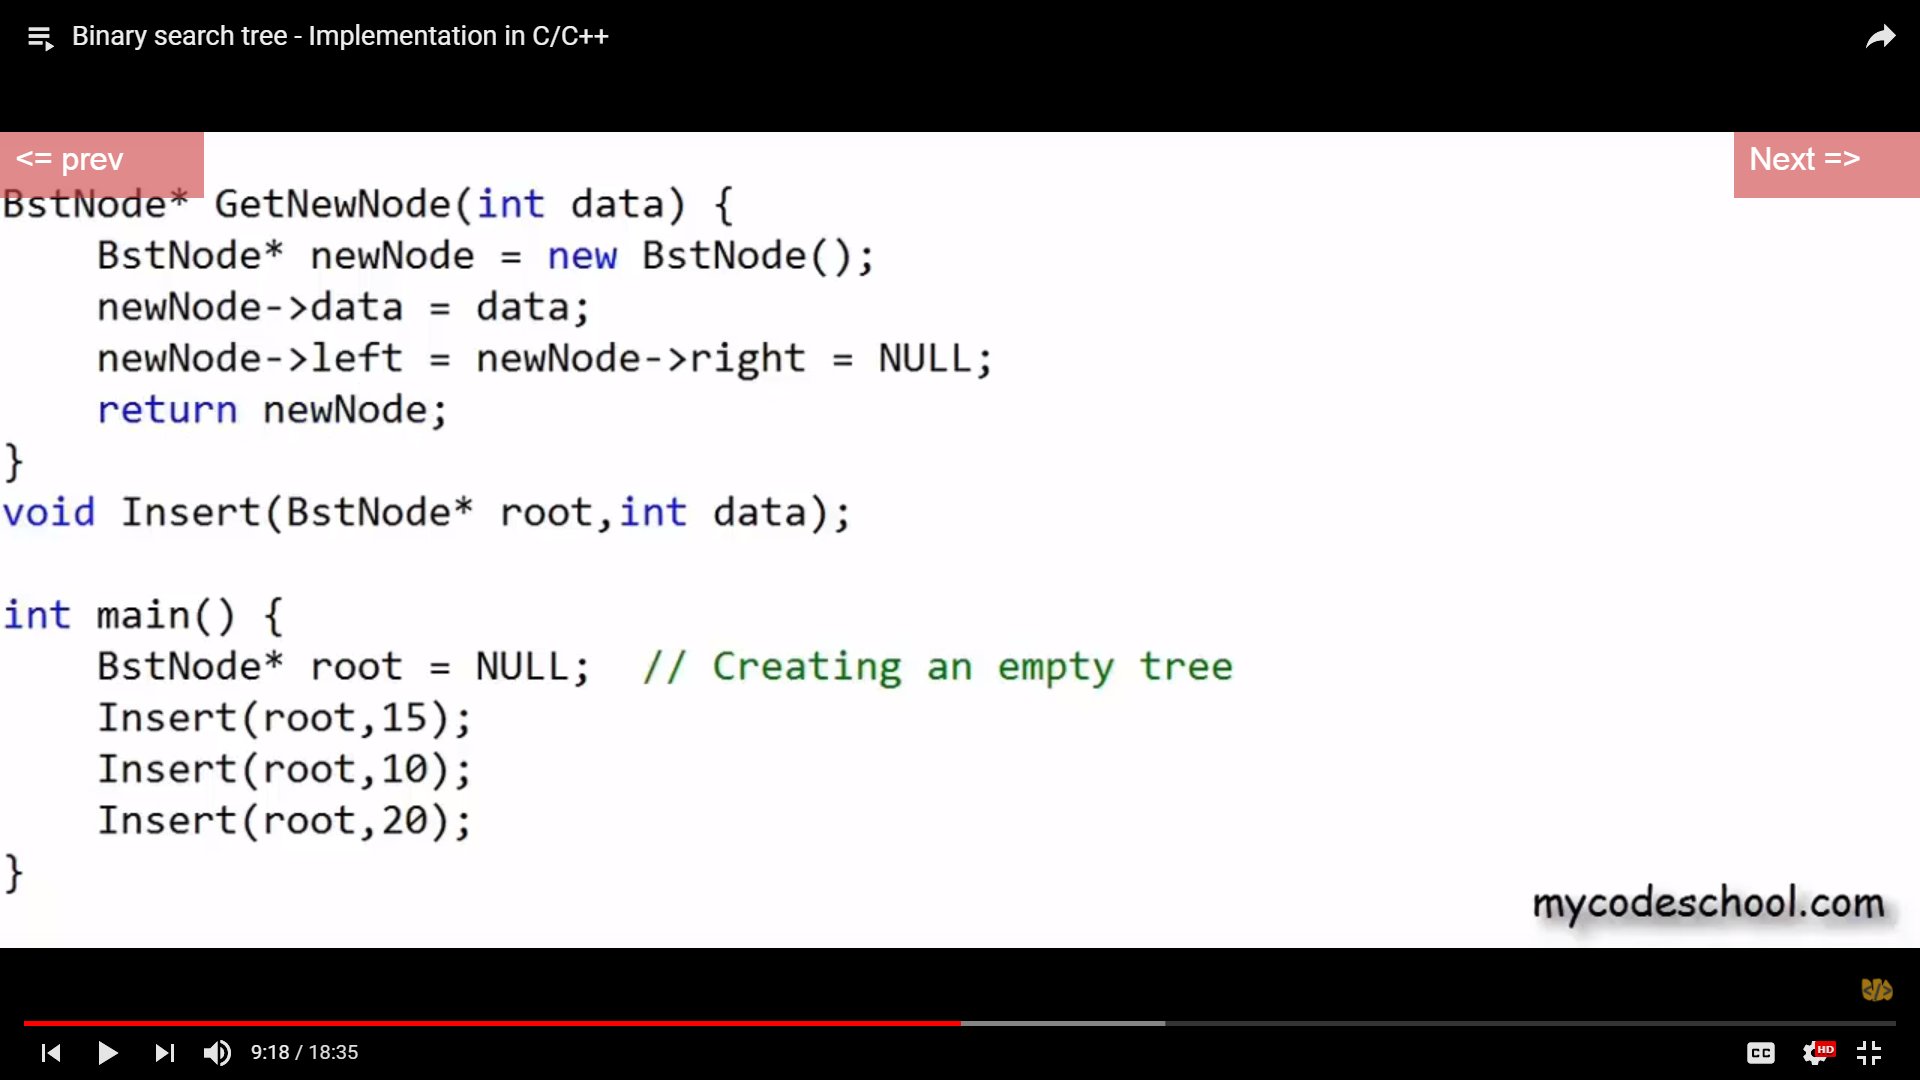 Binary search tree - Implementation in C/C++
<= prev
Next =>
BstNode* GetNewNode(int data) {
    BstNode* newNode = new BstNode();
    newNode->data = data;
    newNode->left = newNode->right = NULL;
    return newNode;
}
void Insert(BstNode* root,int data);

int main() {
    BstNode* root = NULL;  // Creating an empty tree
    Insert(root,15);
    Insert(root,10);
    Insert(root,20);
}
mycodeschool.com
</>
9:18 / 18:35
CC
HD